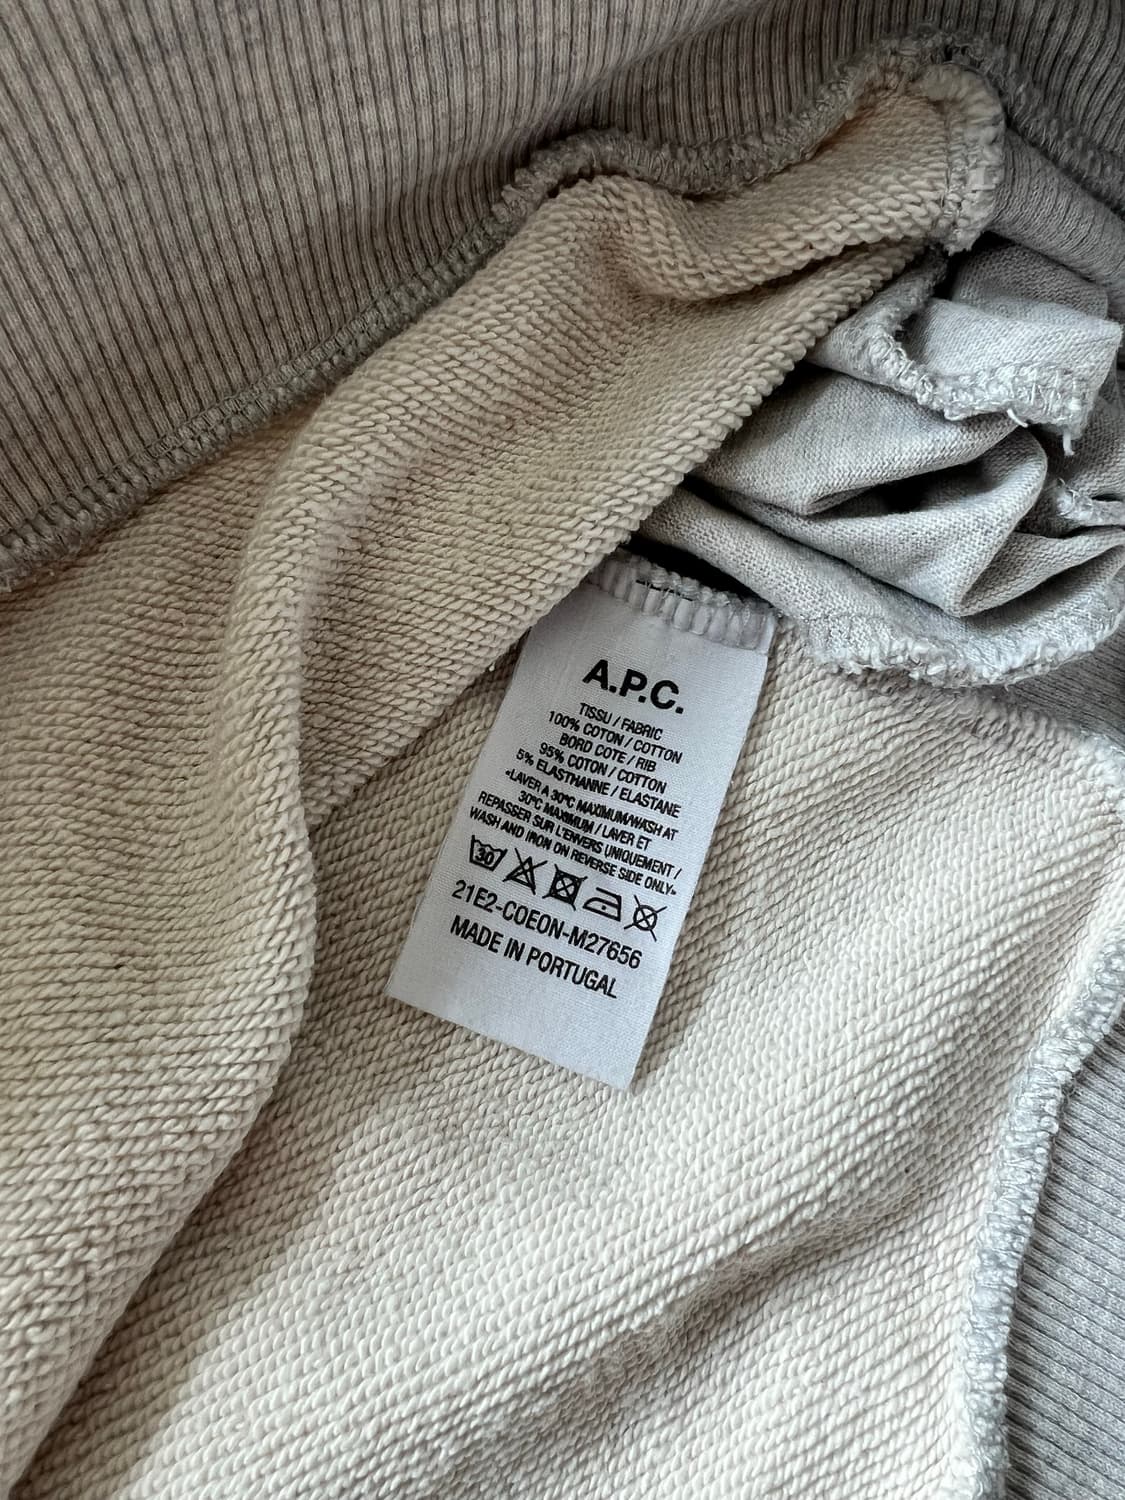 A.P.C.
TISSU / FABRIC
100% COTON / COTTON
BORD COTE / RIB
95% COTON / COTTON
5% ELASTHANNE / ELASTANE
<LAVER A 30°C MAXIMUM/WASH AT
30°C MAXIMUM / LAVER ET
REPASSER SUR L'ENVERS UNIQUEMENT /
WASH AND IRON ON REVERSE SIDE ONLY>
30
21E2-COEON-M27656
MADE IN PORTUGAL